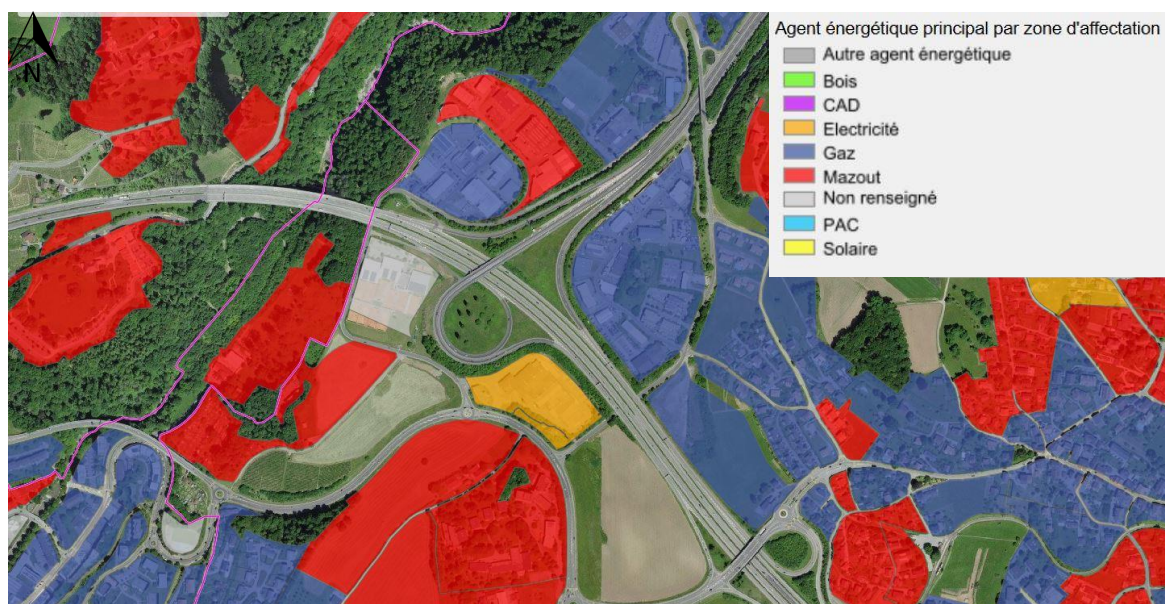 N
Agent énergétique principal par zone d'affectation
Autre agent énergétique
Bois
CAD
Electricité
Gaz
Mazout
Non renseigné
PAC
Solaire